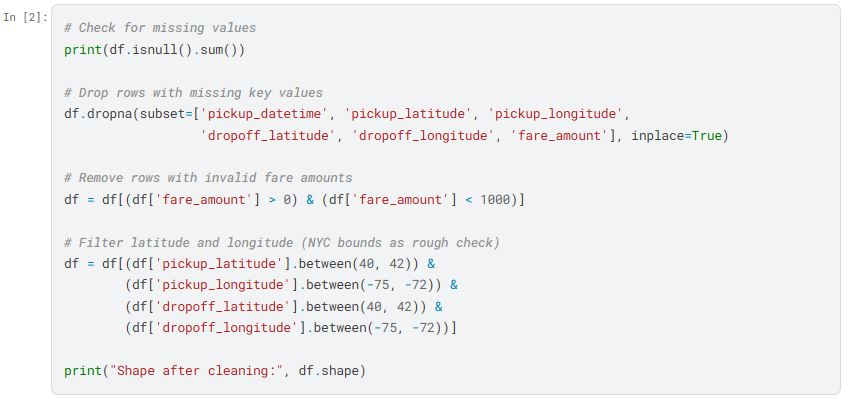 In [2]:
# Check for missing values
print(df.isnull().sum())
# Drop rows with missing key values
df.dropna(subset=['pickup_datetime', 'pickup_latitude', 'pickup_longitude',
                  'dropoff_latitude', 'dropoff_longitude', 'fare_amount'], inplace=True)
# Remove rows with invalid fare amounts
df = df[(df['fare_amount'] > 0) & (df['fare_amount'] < 1000)]
# Filter latitude and longitude (NYC bounds as rough check)
df = df[(df['pickup_latitude'].between(40, 42)) &
        (df['pickup_longitude'].between(-75, -72)) &
        (df['dropoff_latitude'].between(40, 42)) &
        (df['dropoff_longitude'].between(-75, -72))]
print("Shape after cleaning:", df.shape)